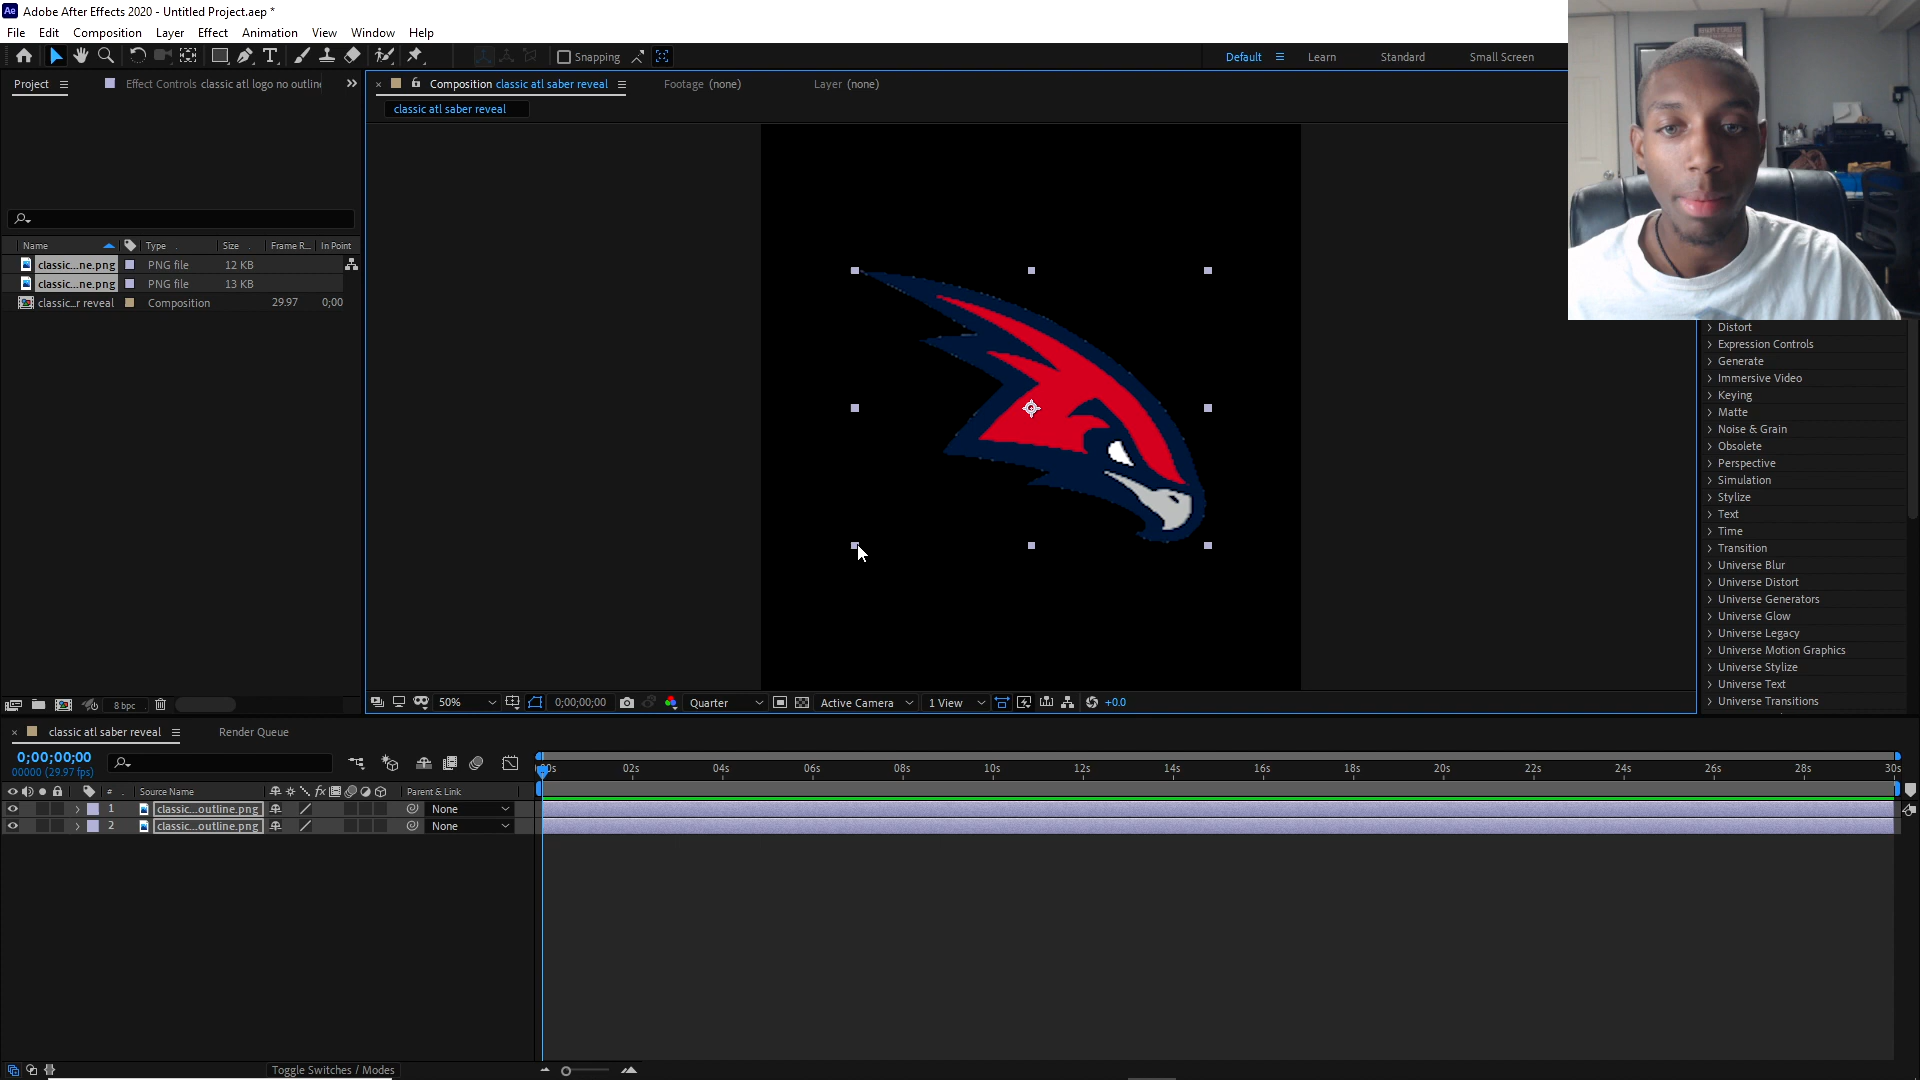 Ae Adobe After Effects 2020 - Untitled Project.aep *
File Edit Composition Layer Effect Animation View Window Help
Snapping
Default Learn Standard Small Screen
Project Effect Controls classic atl logo no outline
Composition classic atl saber reveal
Footage (none)
Layer (none)
classic atl saber reveal
Name Type Size Frame R... In Point
classic...ne.png PNG file 12 KB
classic...ne.png PNG file 13 KB
classic...r reveal Composition 29.97 0;00
Distort
Expression Controls
Generate
Immersive Video
Keying
Matte
Noise & Grain
Obsolete
Perspective
Simulation
Stylize
Text
Time
Transition
Universe Blur
Universe Distort
Universe Generators
Universe Glow
Universe Legacy
Universe Motion Graphics
Universe Stylize
Universe Text
Universe Transitions
8 bpc
50% 0;00;00;00 Quarter Active Camera 1 View +0.0
classic atl saber reveal Render Queue
0;00;00;00
00000 (29.97 fps)
02s 04s 06s 08s 10s 12s 14s 16s 18s 20s 22s 24s 26s 28s 30s
# Source Name fx Parent & Link
1 classic...outline.png None
2 classic...outline.png None
Toggle Switches / Modes